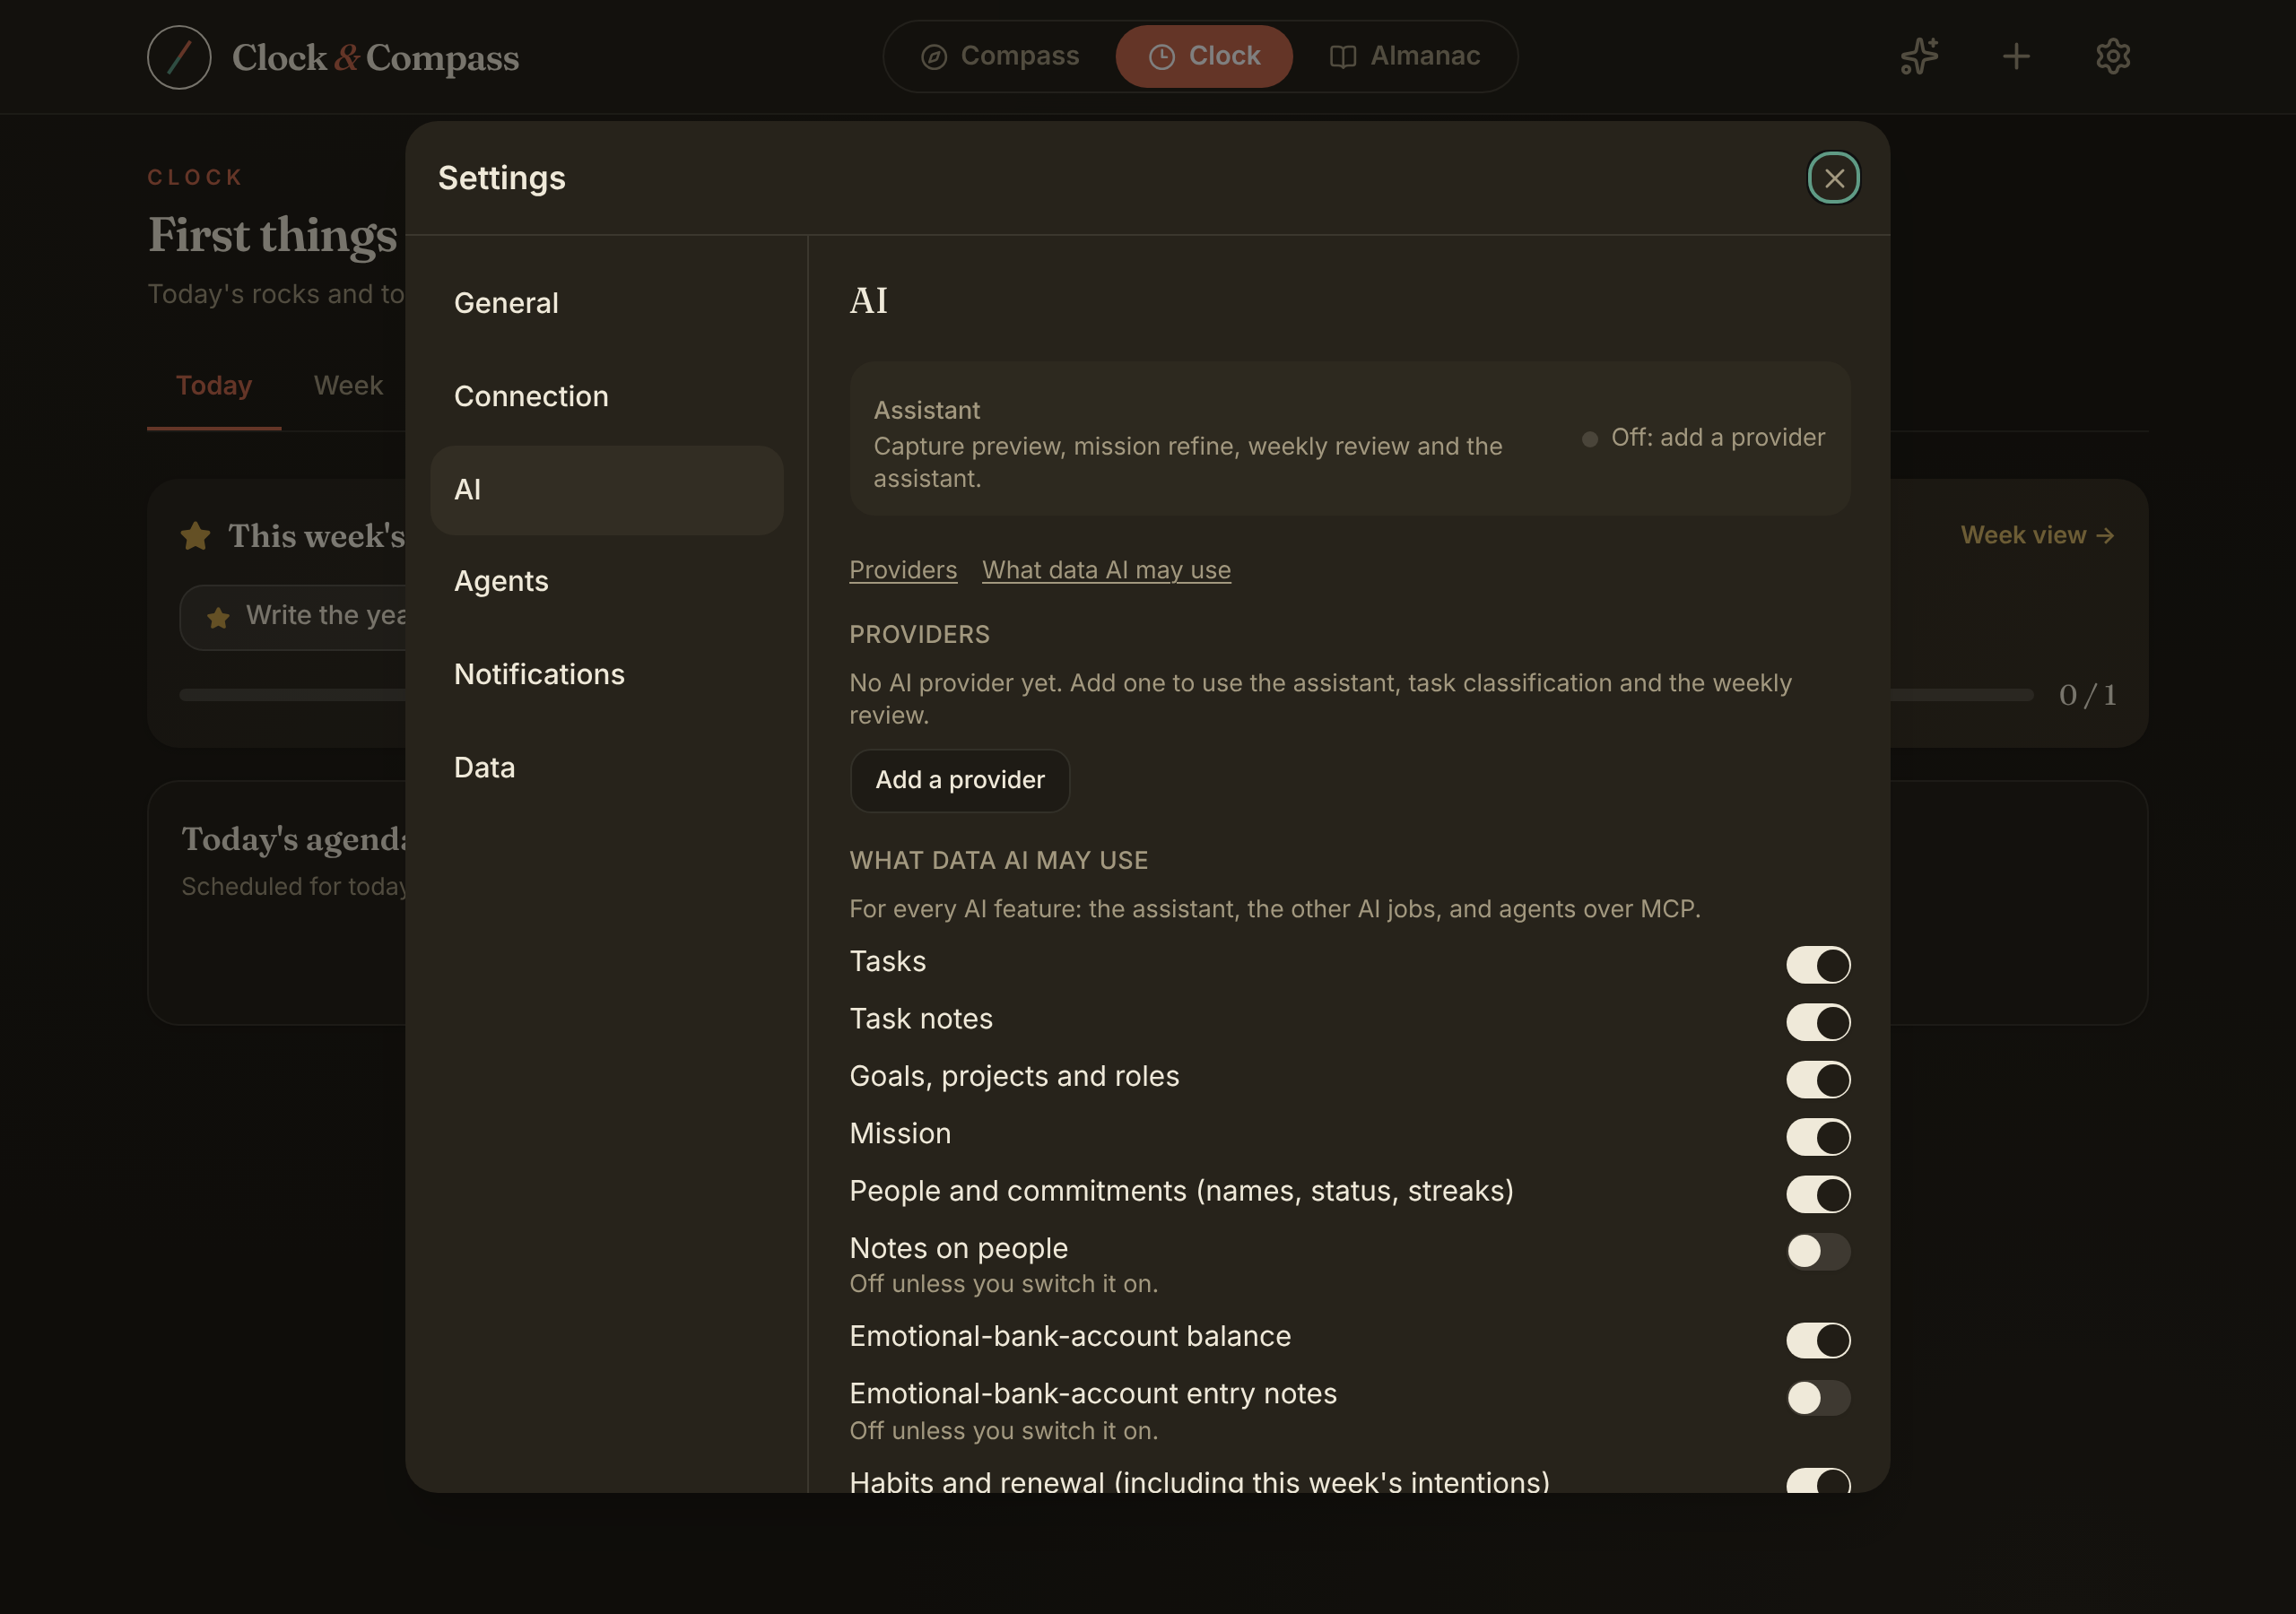 Clock & Compass
Compass
Clock
Almanac
CLOCK
First things
Today's rocks and to
Today
Week
This week's
Week view →
Write the yea
0 / 1
Today's agenda
Scheduled for today
Settings
General
Connection
AI
Agents
Notifications
Data
AI
Assistant
Capture preview, mission refine, weekly review and the
assistant.
Off: add a provider
Providers What data AI may use
PROVIDERS
No AI provider yet. Add one to use the assistant, task classification and the weekly
review.
Add a provider
WHAT DATA AI MAY USE
For every AI feature: the assistant, the other AI jobs, and agents over MCP.
Tasks
Task notes
Goals, projects and roles
Mission
People and commitments (names, status, streaks)
Notes on people
Off unless you switch it on.
Emotional-bank-account balance
Emotional-bank-account entry notes
Off unless you switch it on.
Habits and renewal (including this week's intentions)